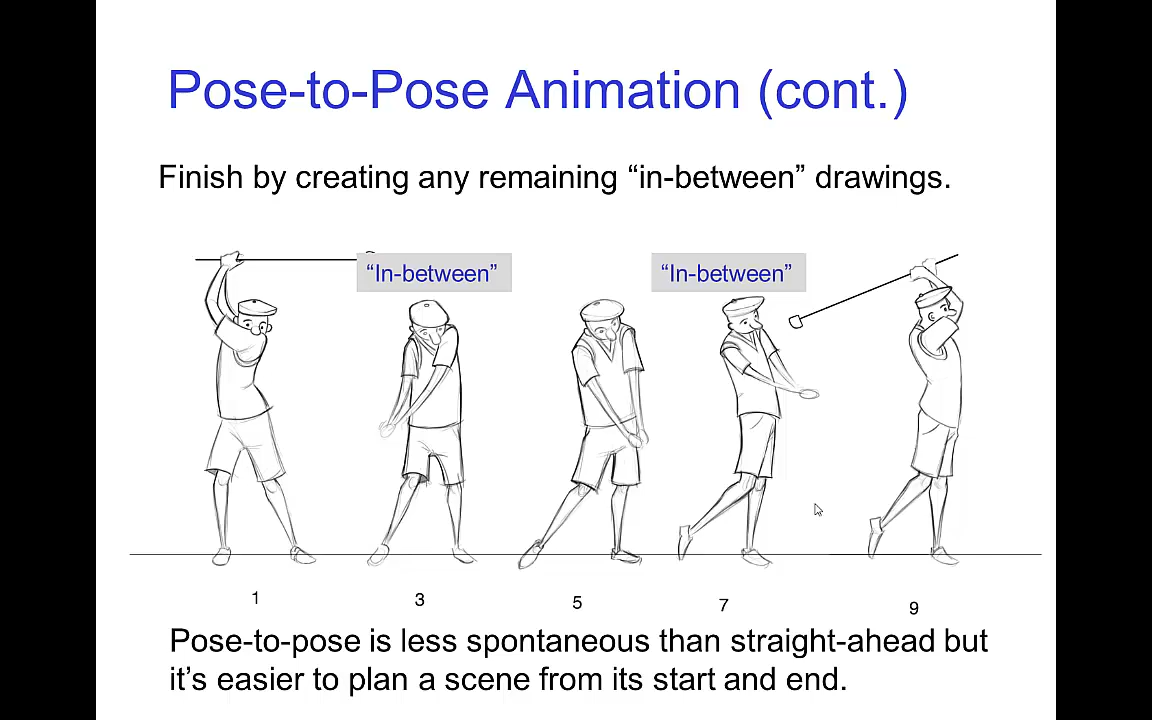 Pose-to-Pose Animation (cont.)
Finish by creating any remaining “in-between” drawings.
“In-between” “In-between”
1 3 5 7 9
Pose-to-pose is less spontaneous than straight-ahead but
it’s easier to plan a scene from its start and end.